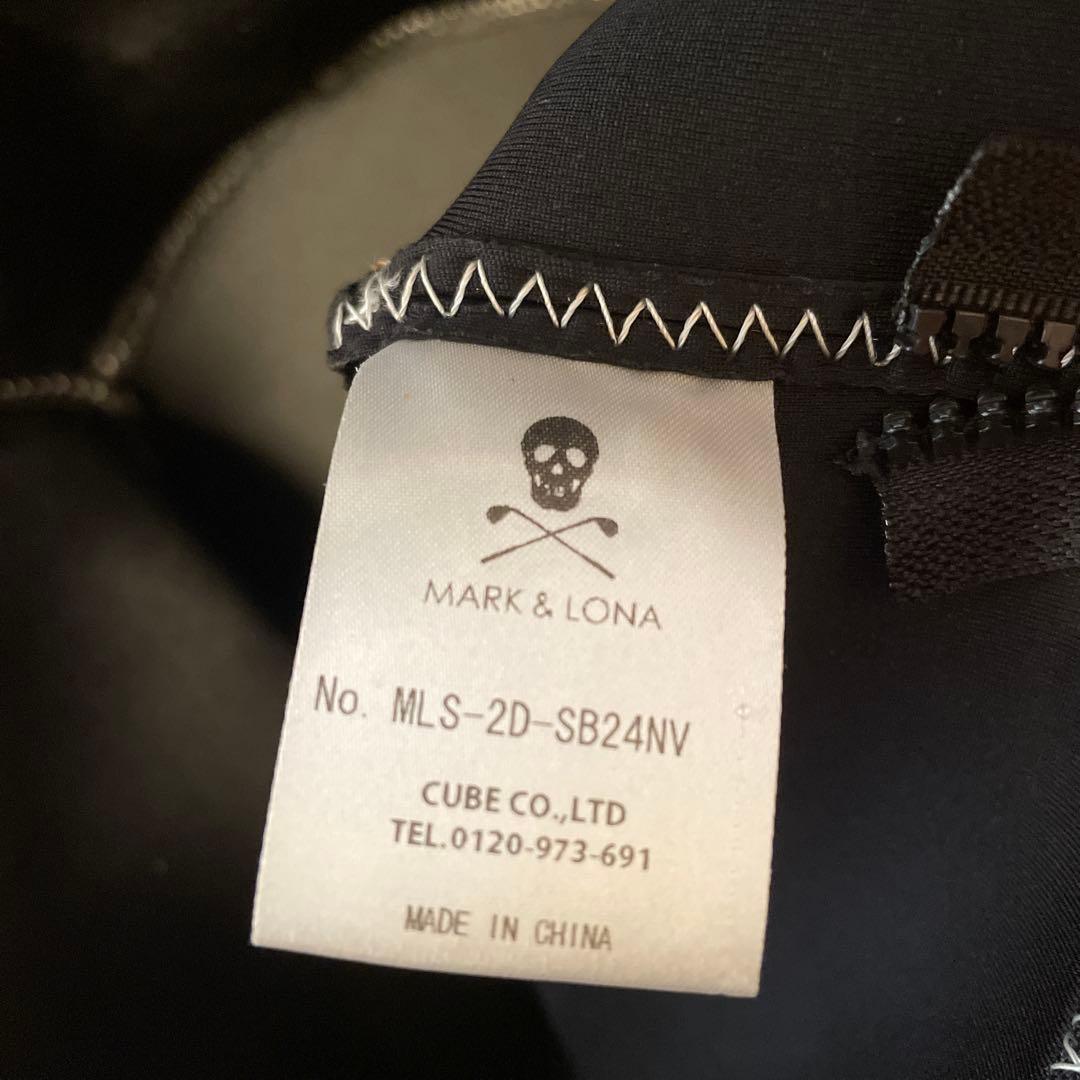 MARK & LONA
No. MLS-2D-SB24NV
CUBE CO.,LTD
TEL.0120-973-691
MADE IN CHINA